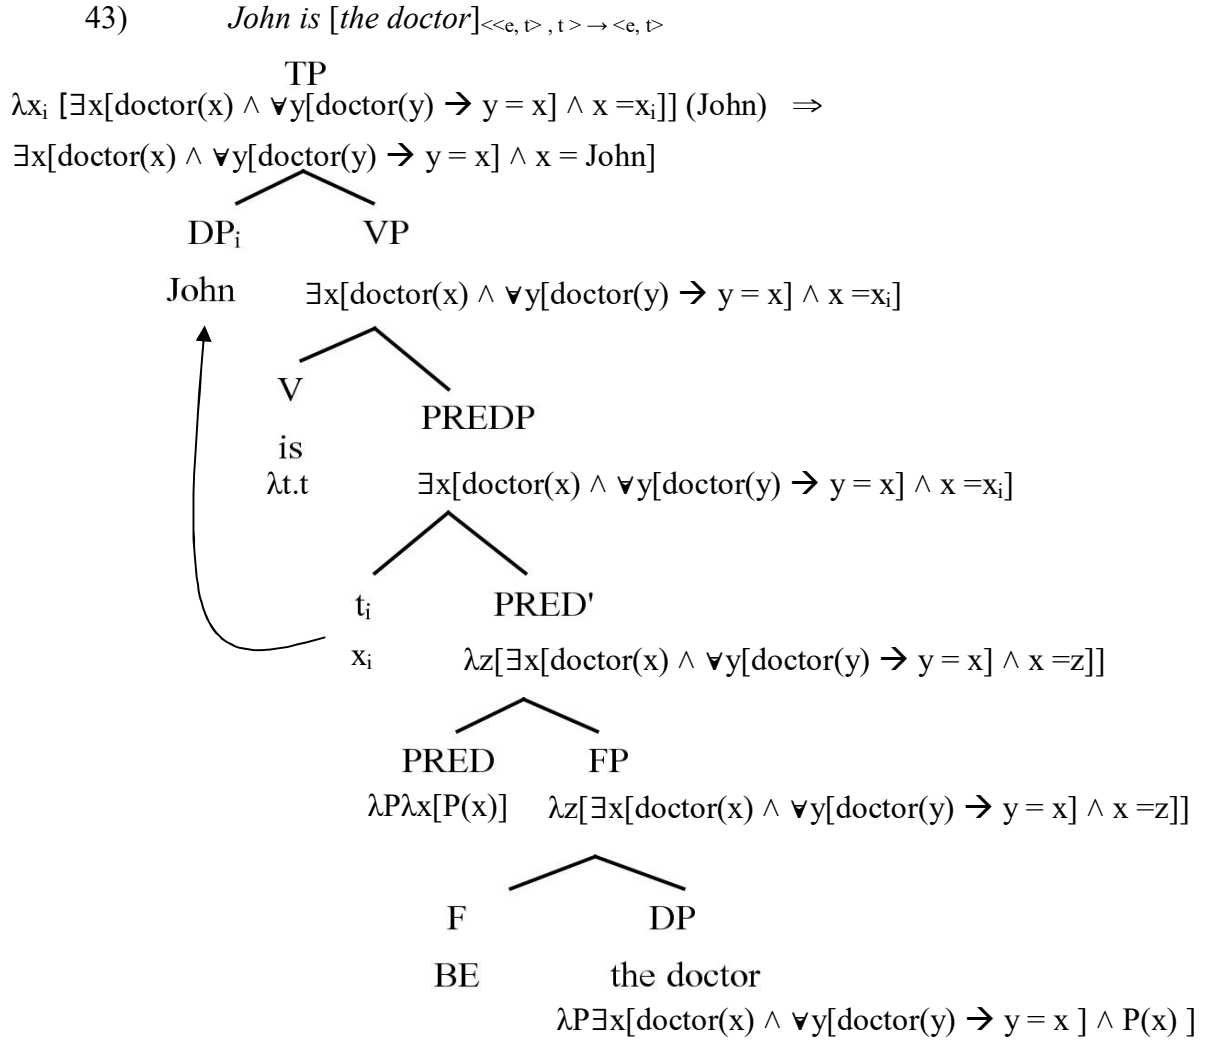 43) John is [the doctor]<<e, t> , t > → <e, t>
TP
λxᵢ [∃x[doctor(x) ∧ ∀y[doctor(y) → y = x] ∧ x =xᵢ]] (John) ⇒
∃x[doctor(x) ∧ ∀y[doctor(y) → y = x] ∧ x = John]
DPᵢ VP
John ∃x[doctor(x) ∧ ∀y[doctor(y) → y = x] ∧ x =xᵢ]
V
PREDP
is
λt.t ∃x[doctor(x) ∧ ∀y[doctor(y) → y = x] ∧ x =xᵢ]
tᵢ PRED'
xᵢ λz[∃x[doctor(x) ∧ ∀y[doctor(y) → y = x] ∧ x =z]]
PRED FP
λPλx[P(x)] λz[∃x[doctor(x) ∧ ∀y[doctor(y) → y = x] ∧ x =z]]
F DP
BE the doctor
λP∃x[doctor(x) ∧ ∀y[doctor(y) → y = x ] ∧ P(x) ]